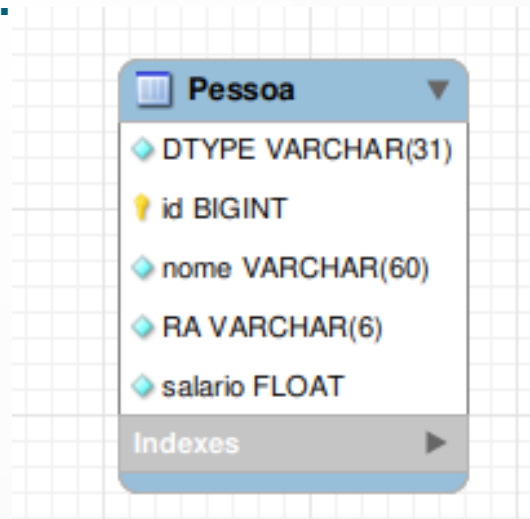 Pessoa
DTYPE VARCHAR(31)
id BIGINT
nome VARCHAR(60)
RA VARCHAR(6)
salario FLOAT
Indexes